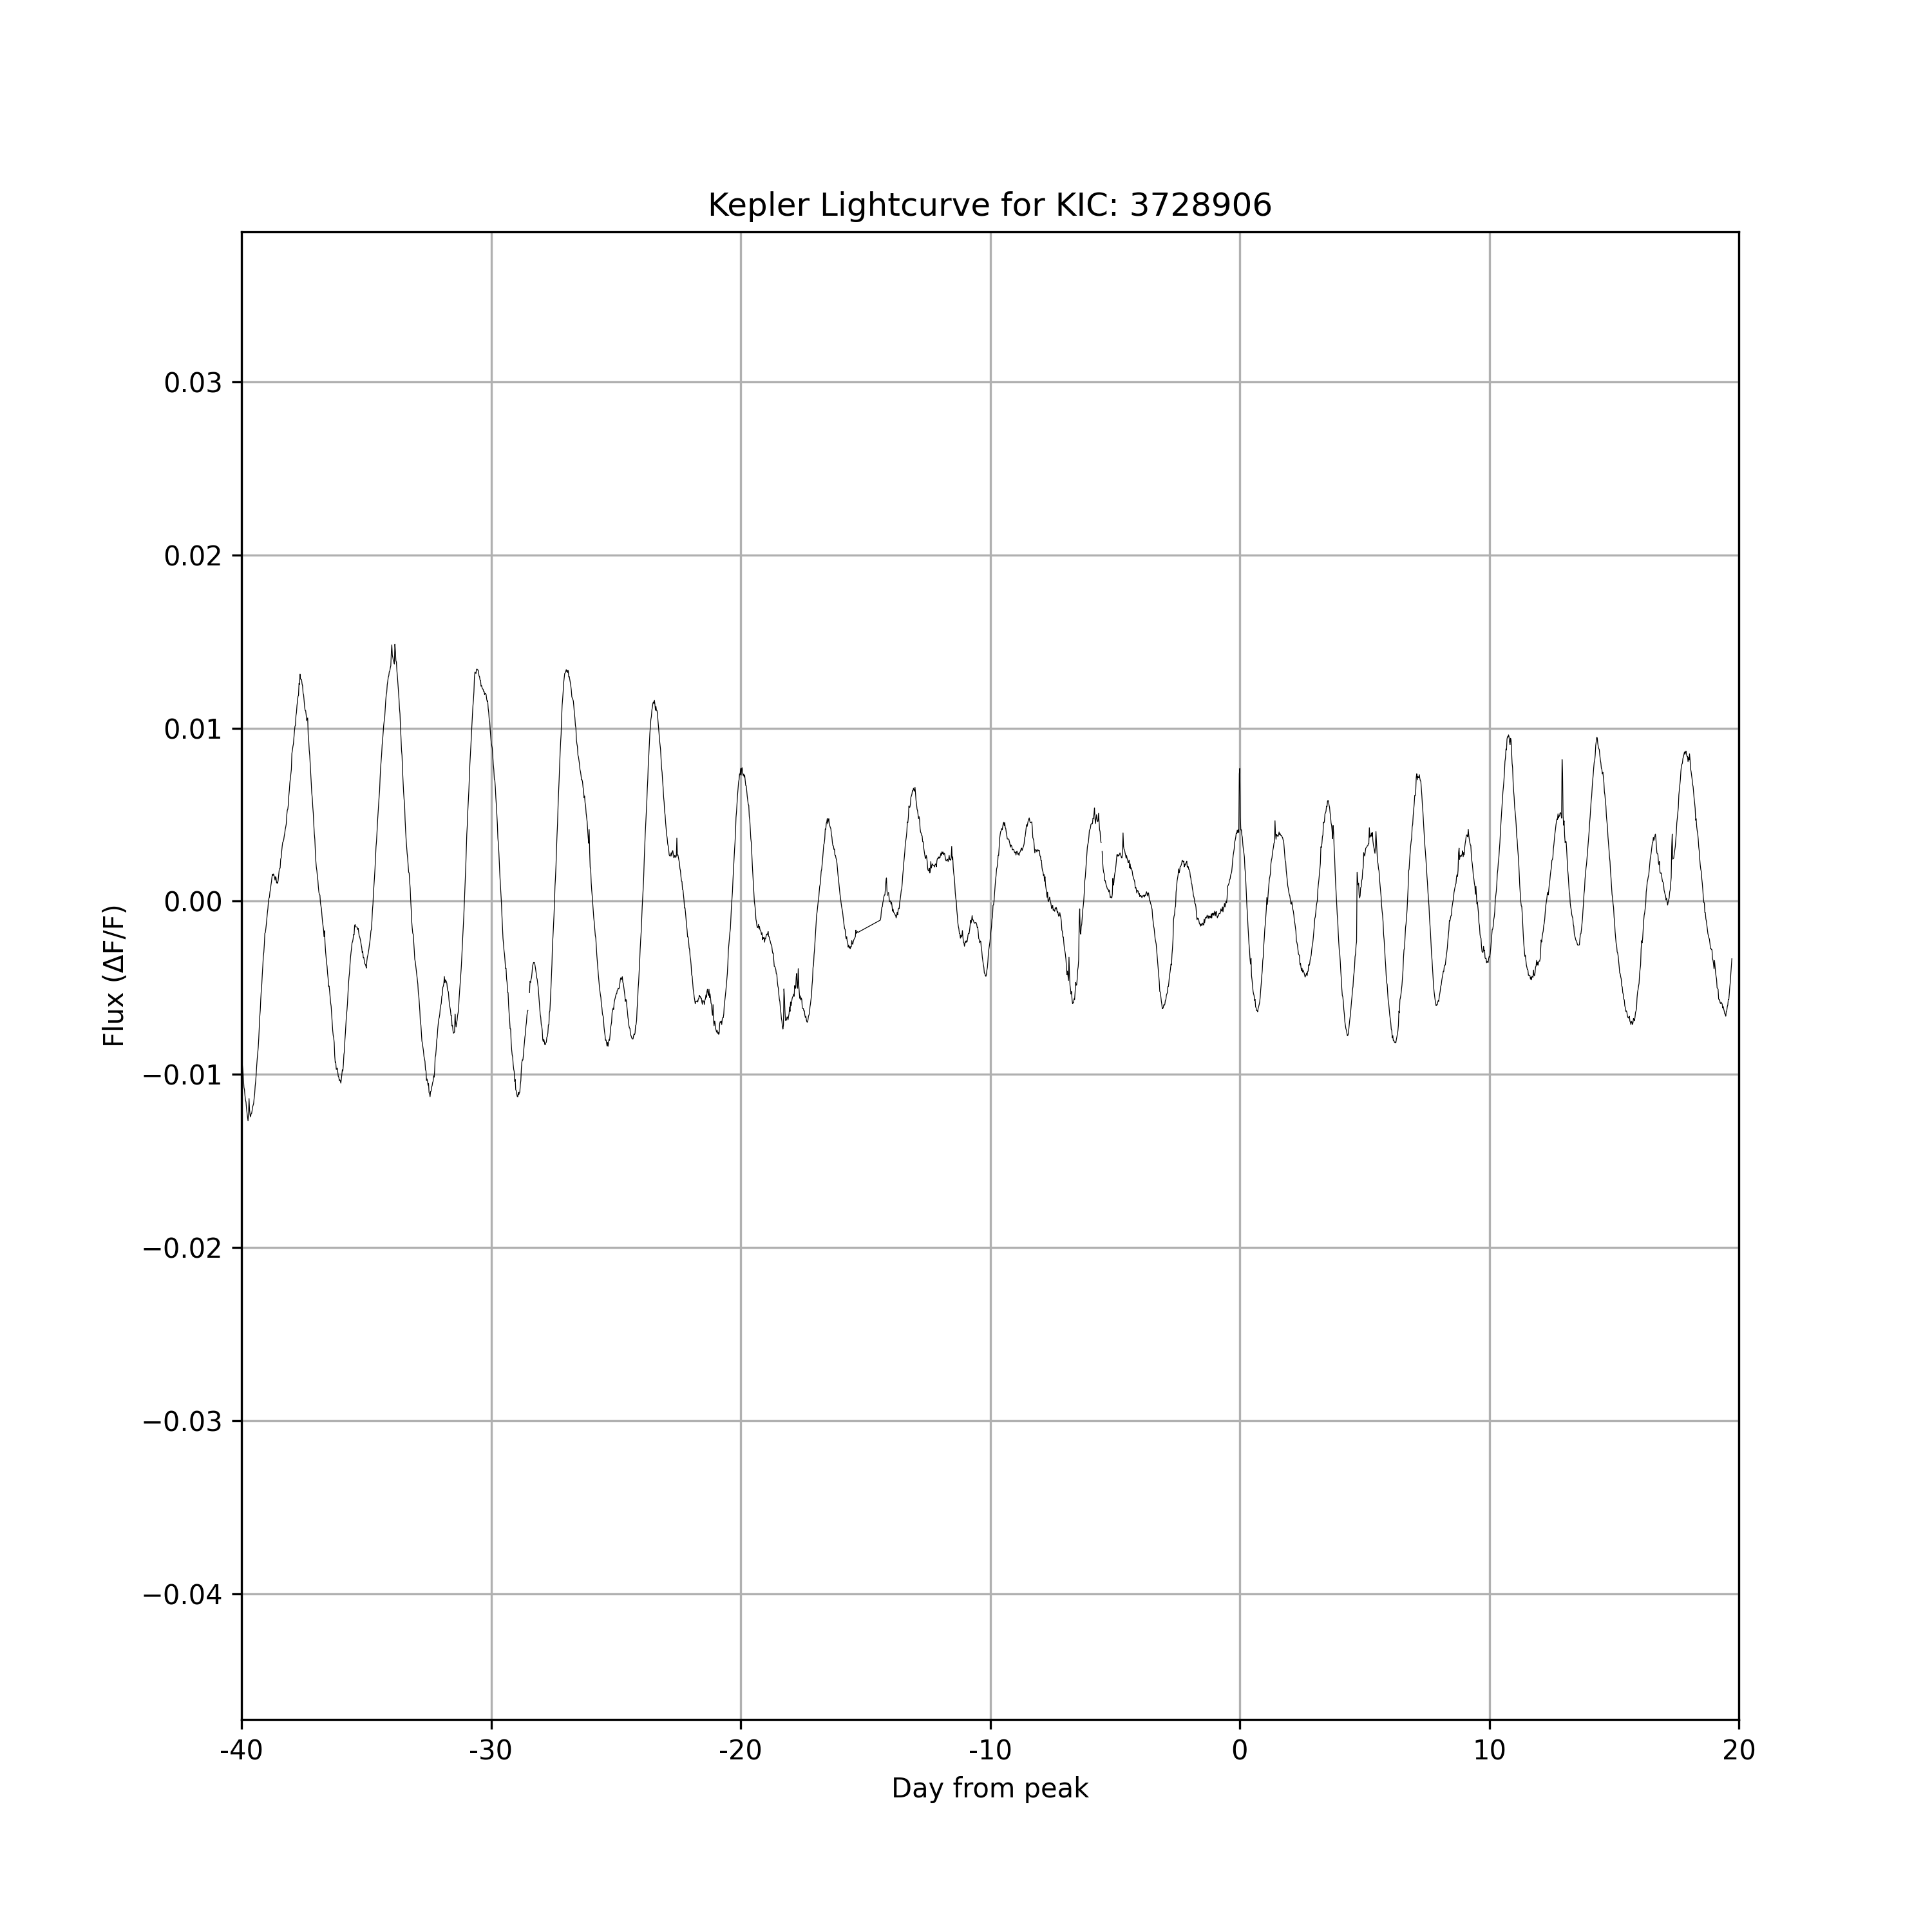 Kepler Lightcurve for KIC: 3728906
Flux (ΔF/F)
0.03
0.02
0.01
0.00
−0.01
−0.02
−0.03
−0.04
-40 -30 -20 -10 0 10 20
Day from peak